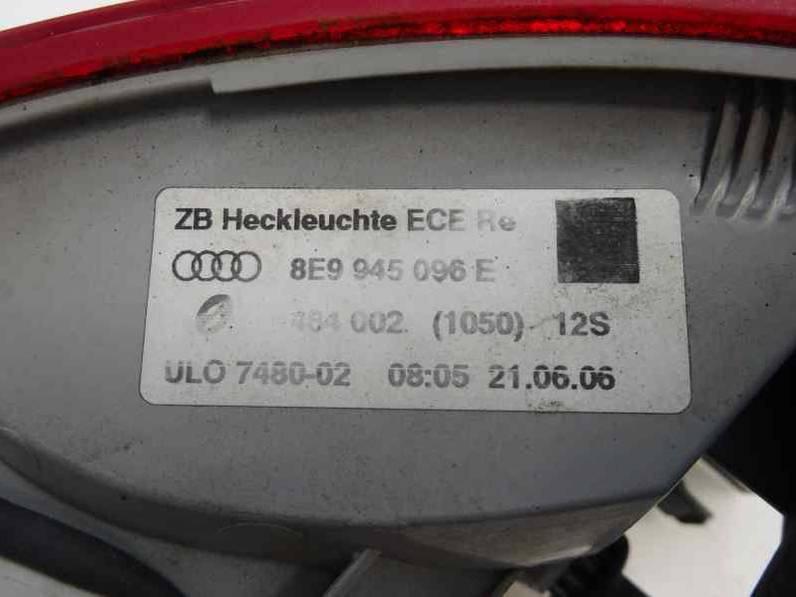 ZB Heckleuchte ECE Re
8E9 945 096 E
484 002. (1050) 12S
ULO 7480-02 08:05 21.06.06